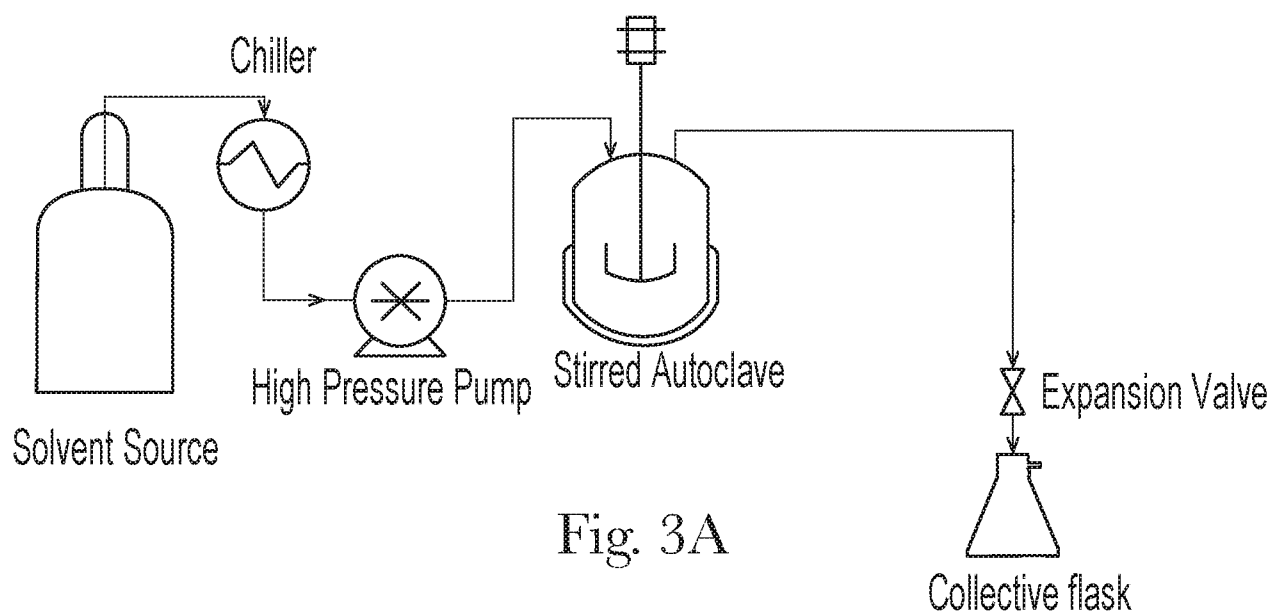 Chiller
Solvent Source
High Pressure Pump
Stirred Autoclave
Expansion Valve
Collective flask
Fig. 3A